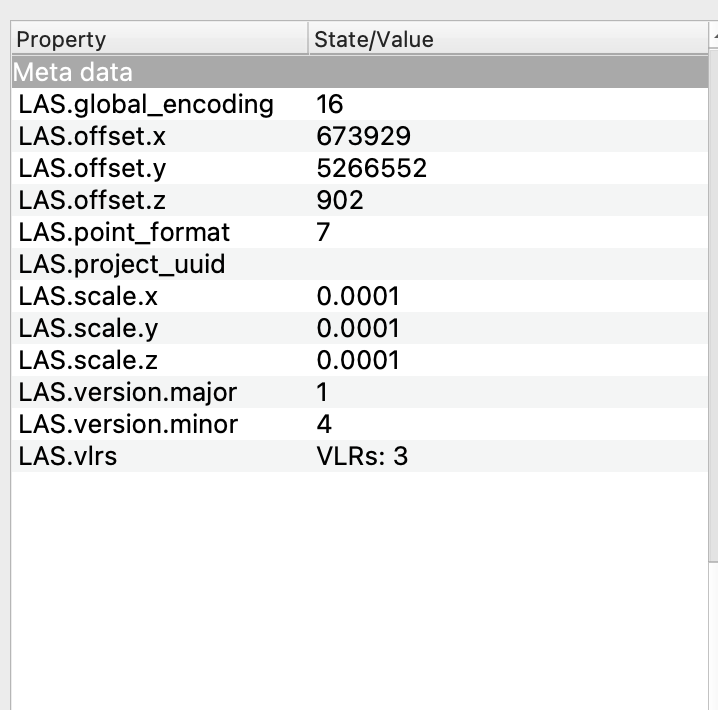 Property State/Value
Meta data
LAS.global_encoding 16
LAS.offset.x 673929
LAS.offset.y 5266552
LAS.offset.z 902
LAS.point_format 7
LAS.project_uuid
LAS.scale.x 0.0001
LAS.scale.y 0.0001
LAS.scale.z 0.0001
LAS.version.major 1
LAS.version.minor 4
LAS.vlrs VLRs: 3